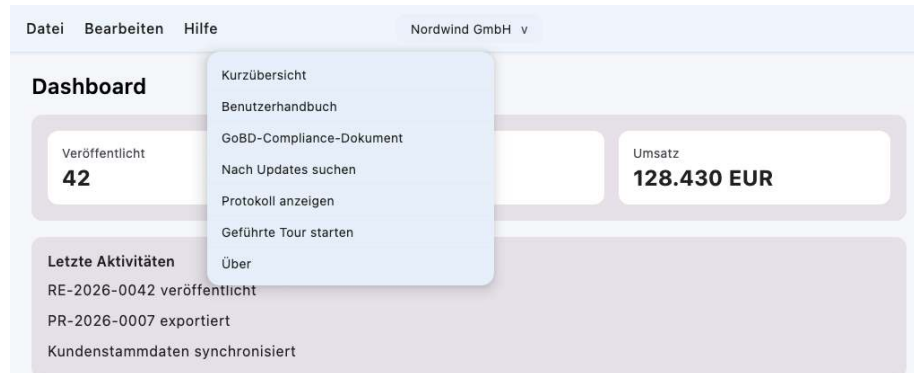 Datei Bearbeiten Hilfe Nordwind GmbH v
Dashboard
Kurzübersicht
Benutzerhandbuch
GoBD-Compliance-Dokument
Nach Updates suchen
Protokoll anzeigen
Geführte Tour starten
Über
Veröffentlicht
42
Umsatz
128.430 EUR
Letzte Aktivitäten
RE-2026-0042 veröffentlicht
PR-2026-0007 exportiert
Kundenstammdaten synchronisiert